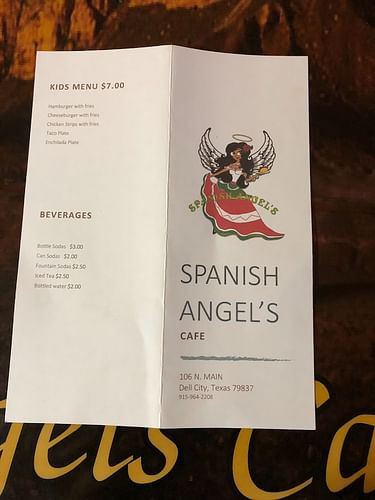 KIDS MENU $7.00
Hamburger with fries
Cheeseburger with fries
Chicken Strips with fries
Taco Plate
Enchilada Plate
BEVERAGES
Bottle Sodas $3.00
Can Sodas $2.00
Fountain Sodas $2.50
Iced Tea $2.50
Bottled water $2.00
SPANISH ANGEL'S
SPANISH
ANGEL'S
CAFE
106 N. MAIN
Dell City, Texas 79837
915-964-2208
gels Ca